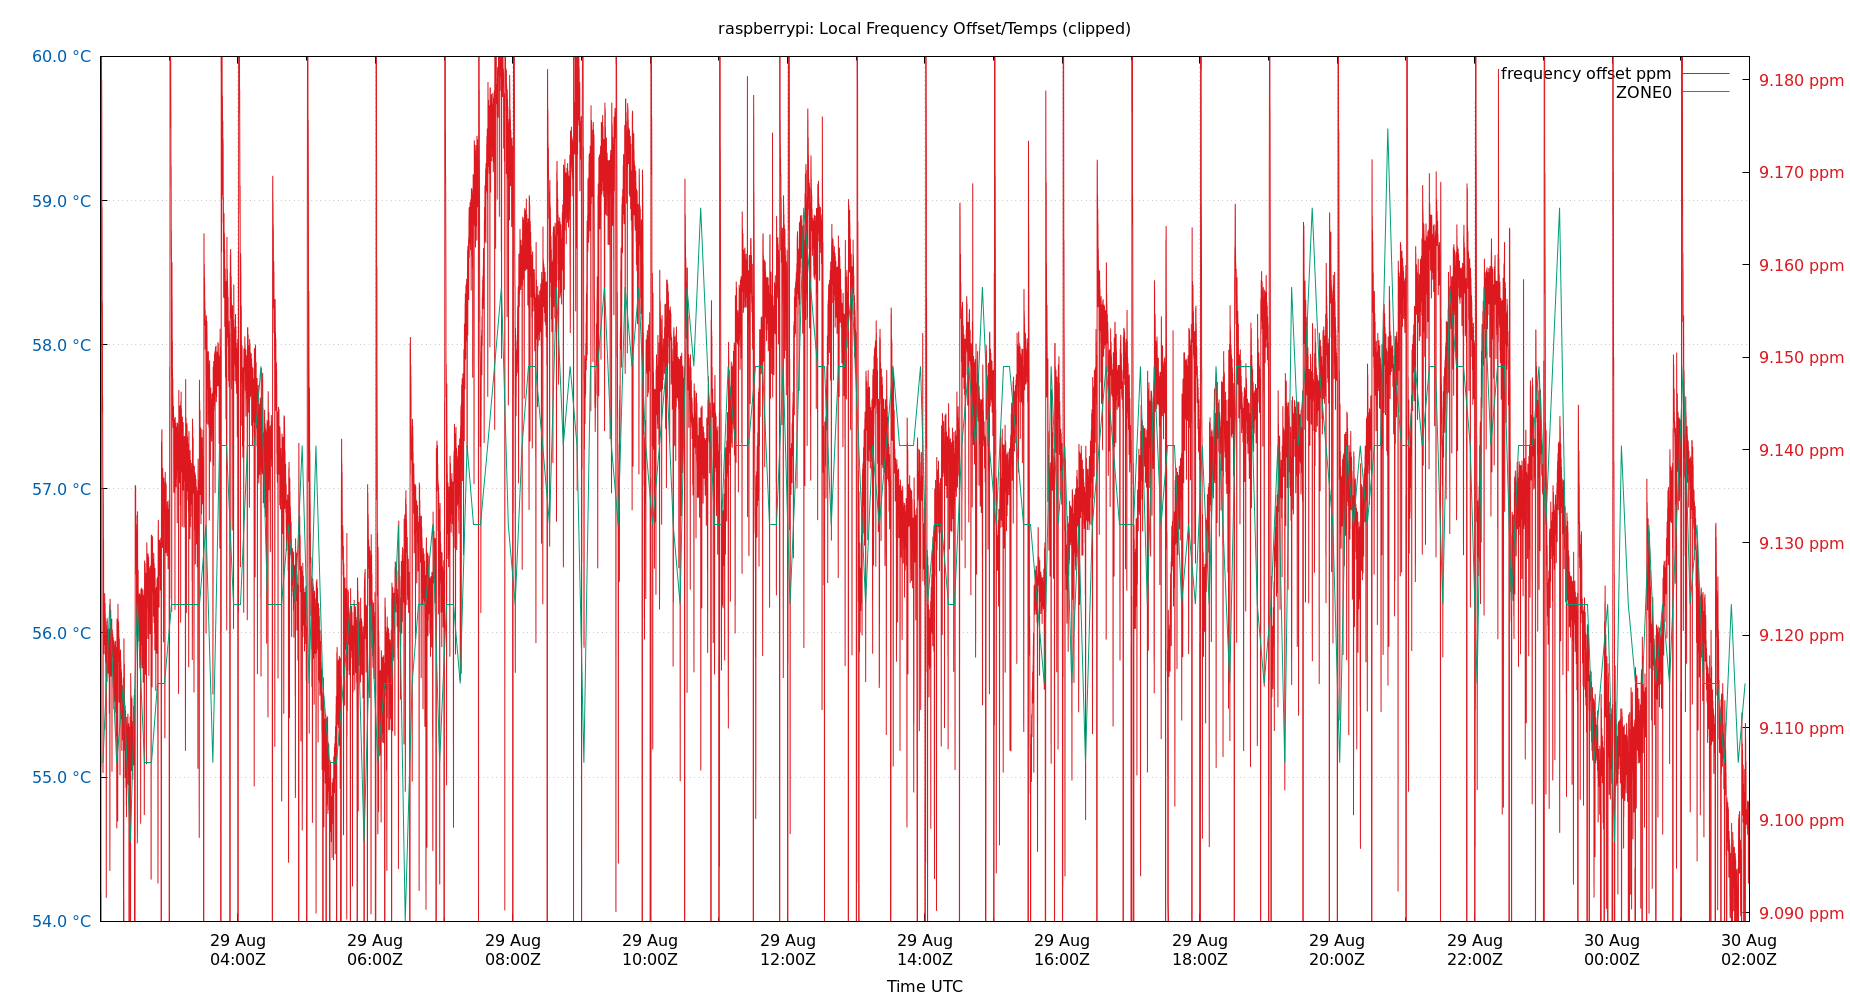 raspberrypi: Local Frequency Offset/Temps (clipped)
60.0 °C
59.0 °C
58.0 °C
57.0 °C
56.0 °C
55.0 °C
54.0 °C
frequency offset ppm
ZONE0
9.180 ppm
9.170 ppm
9.160 ppm
9.150 ppm
9.140 ppm
9.130 ppm
9.120 ppm
9.110 ppm
9.100 ppm
9.090 ppm
29 Aug
04:00Z
29 Aug
06:00Z
29 Aug
08:00Z
29 Aug
10:00Z
29 Aug
12:00Z
29 Aug
14:00Z
29 Aug
16:00Z
29 Aug
18:00Z
29 Aug
20:00Z
29 Aug
22:00Z
30 Aug
00:00Z
30 Aug
02:00Z
Time UTC